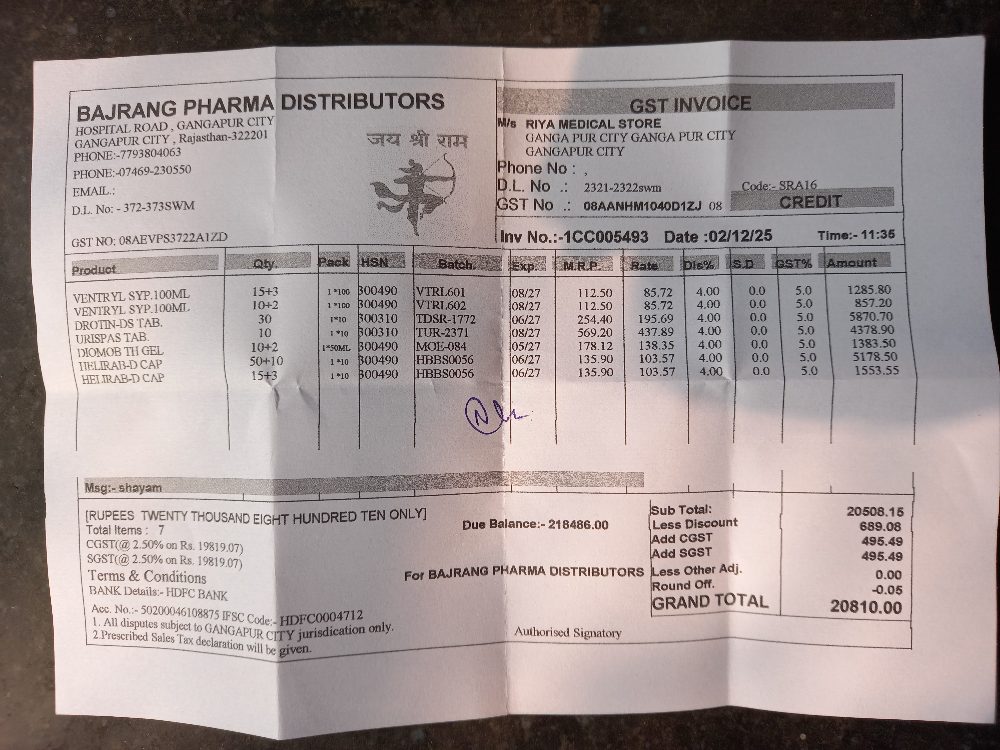 BAJRANG PHARMA DISTRIBUTORS
HOSPITAL ROAD , GANGAPUR CITY
GANGAPUR CITY , Rajasthan-322201
PHONE:-7793804063
PHONE:-07469-230550
EMAIL.:
D.L. No: - 372-373SWM
GST NO: 08AEVPS3722A1ZD
जय श्री राम
GST INVOICE
M/s RIYA MEDICAL STORE
GANGA PUR CITY GANGA PUR CITY
GANGAPUR CITY
Phone No : ,
D.L. No .: 2321-2322swm Code:- SRA16
GST No .: 08AANHM1040D1ZJ 08 CREDIT
Inv No.:-1CC005493 Date :02/12/25 Time:- 11:35
Product Qty. Pack HSN Batch Exp. M.R.P. Rate Dis% S.D GST% Amount
VENTRYL SYP.100ML 15+3 1*100 300490 VTRL601 08/27 112.50 85.72 4.00 0.0 5.0 1285.80
VENTRYL SYP.100ML 10+2 1*100 300490 VTRL602 08/27 112.50 85.72 4.00 0.0 5.0 857.20
DROTIN-DS TAB. 30 1*10 300310 TDSR-1772 06/27 254.40 195.69 4.00 0.0 5.0 5870.70
URISPAS TAB. 10 1*10 300310 TUR-2371 08/27 569.20 437.89 4.00 0.0 5.0 4378.90
DIOMOB TH GEL 10+2 1*50ML 300490 MOE-084 05/27 178.12 138.35 4.00 0.0 5.0 1383.50
HELIRAB-D CAP 50+10 1*10 300490 HBBS0056 06/27 135.90 103.57 4.00 0.0 5.0 5178.50
HELIRAB-D CAP 15+3 1*10 300490 HBBS0056 06/27 135.90 103.57 4.00 0.0 5.0 1553.55
Msg:- shayam
[RUPEES TWENTY THOUSAND EIGHT HUNDRED TEN ONLY]
Total Items : 7
Due Balance:- 218486.00
CGST(@ 2.50% on Rs. 19819.07)
SGST(@ 2.50% on Rs. 19819.07)
Terms & Conditions
For BAJRANG PHARMA DISTRIBUTORS
BANK Details:- HDFC BANK
Acc. No.:- 50200046108875 IFSC Code:- HDFC0004712
1. All disputes subject to GANGAPUR CITY jurisdication only.
2.Prescribed Sales Tax declaration will be given.
Authorised Signatory
Sub Total: 20508.15
Less Discount 689.08
Add CGST 495.49
Add SGST 495.49
Less Other Adj. 0.00
Round Off. -0.05
GRAND TOTAL 20810.00